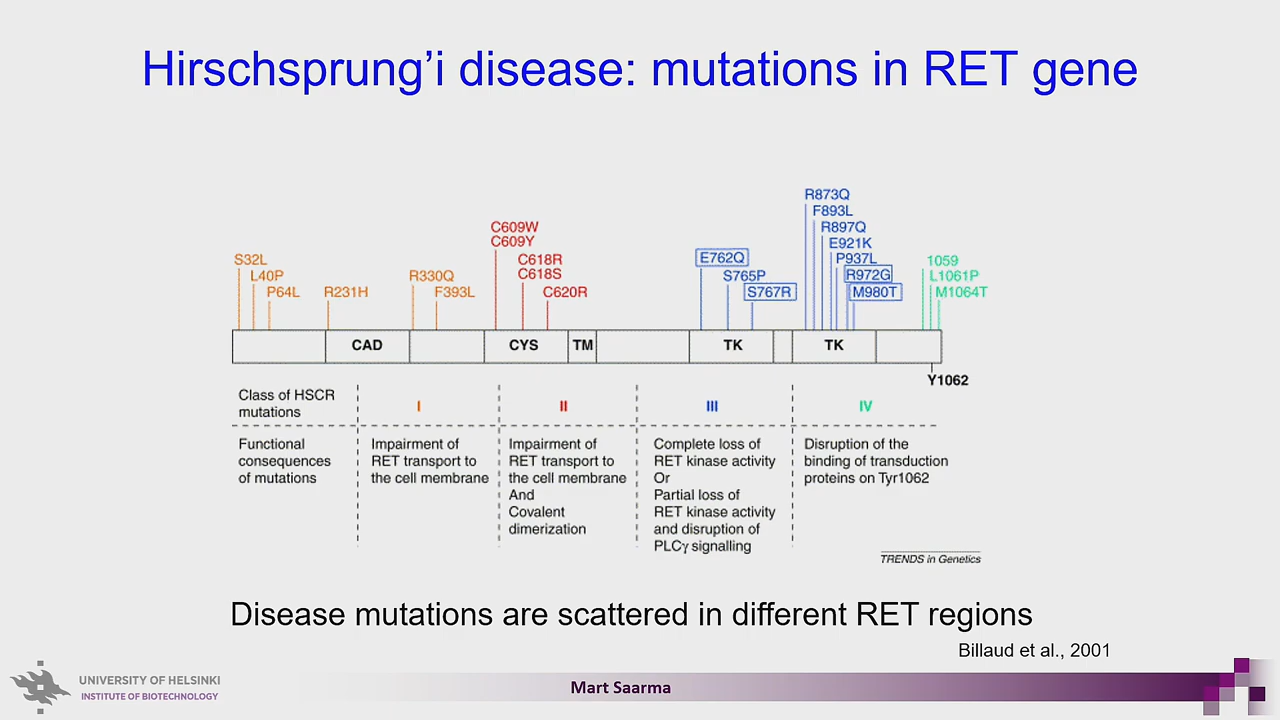 Hirschsprung'i disease: mutations in RET gene
R873Q
F893L
C609W
R897Q
C609Y
E921K
S32L
C618R
E762Q
P937L
1059
L40P
R330Q
C618S
S765P
R972G
L1061P
P64L
R231H
F393L
C620R
S767R
M980T
M1064T
CAD
CYS
TM
TK
TK
Y1062
Class of HSCR
mutations
I
II
III
IV
Functional
consequences
of mutations
Impairment of
RET transport to
the cell membrane
Impairment of
RET transport to
the cell membrane
And
Covalent
dimerization
Complete loss of
RET kinase activity
Or
Partial loss of
RET kinase activity
and disruption of
PLCγ signalling
Disruption of the
binding of transduction
proteins on Tyr1062
TRENDS in Genetics
Disease mutations are scattered in different RET regions
Billaud et al., 2001
UNIVERSITY OF HELSINKI
INSTITUTE OF BIOTECHNOLOGY
Mart Saarma